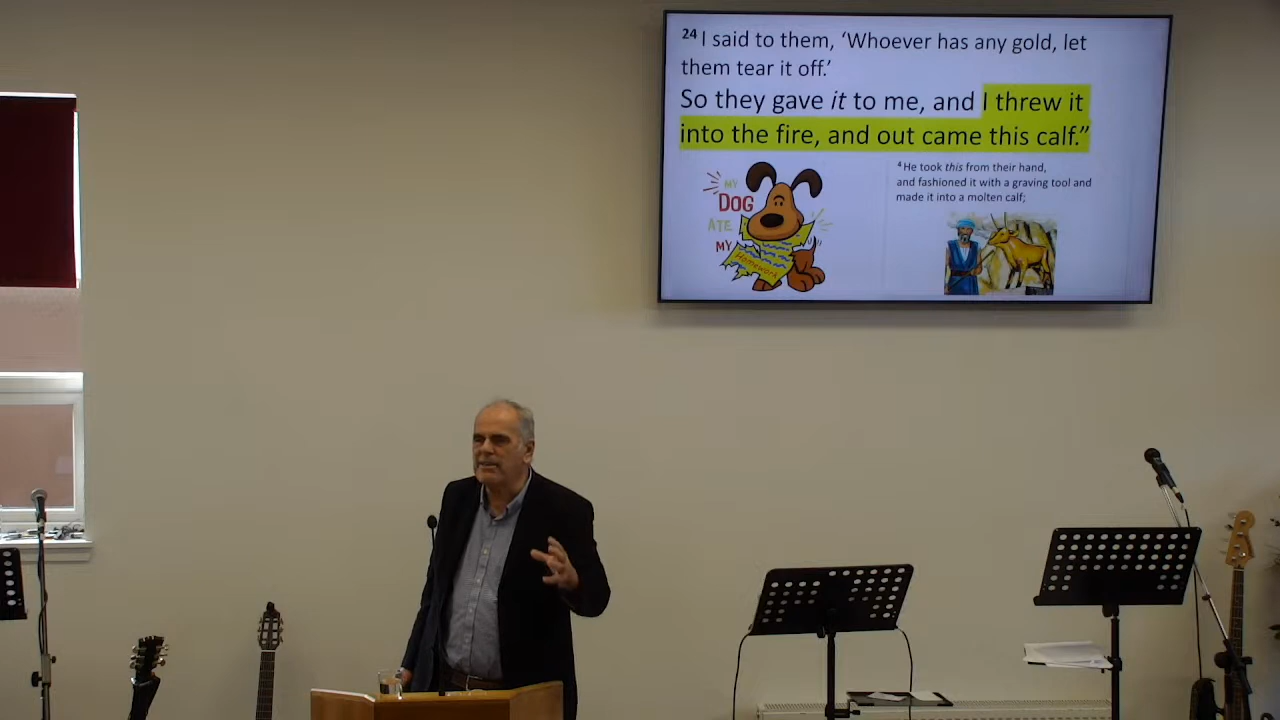 24 I said to them, ‘Whoever has any gold, let
them tear it off.’
So they gave it to me, and I threw it
into the fire, and out came this calf.”
MY
DOG
ATE
MY
Homework
4 He took this from their hand,
and fashioned it with a graving tool and
made it into a molten calf;